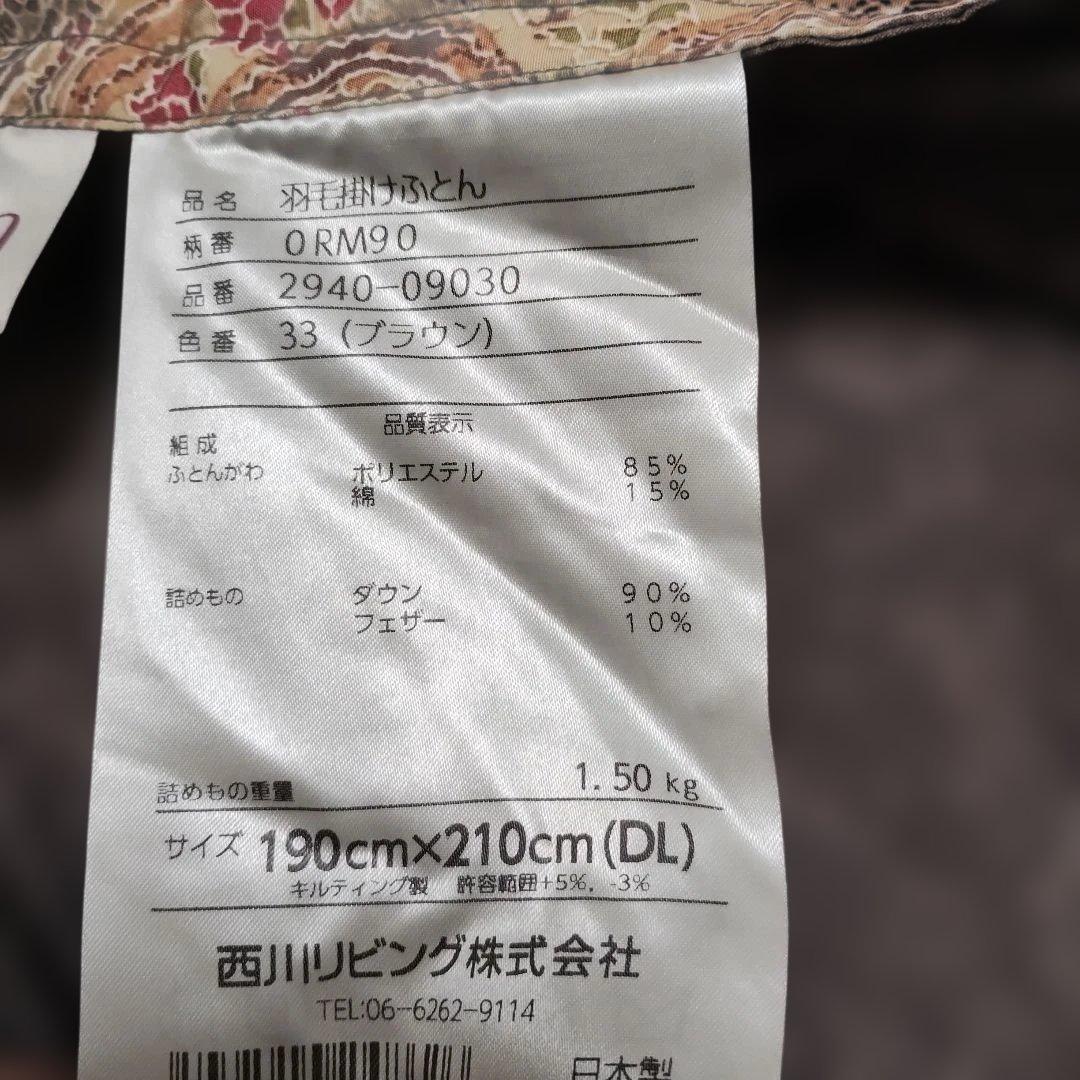 品名 羽毛掛けふとん
柄番 ORM90
品番 2940-09030
色番 33 (ブラウン)
品質表示
組成
ふとんがわ ポリエステル 85%
綿 15%
詰めもの ダウン 90%
フェザー 10%
詰めもの重量 1.50 kg
サイズ 190cm×210cm(DL)
キルティング製 許容範囲+5%, -3%
西川リビング株式会社
TEL:06-6262-9114
日本製